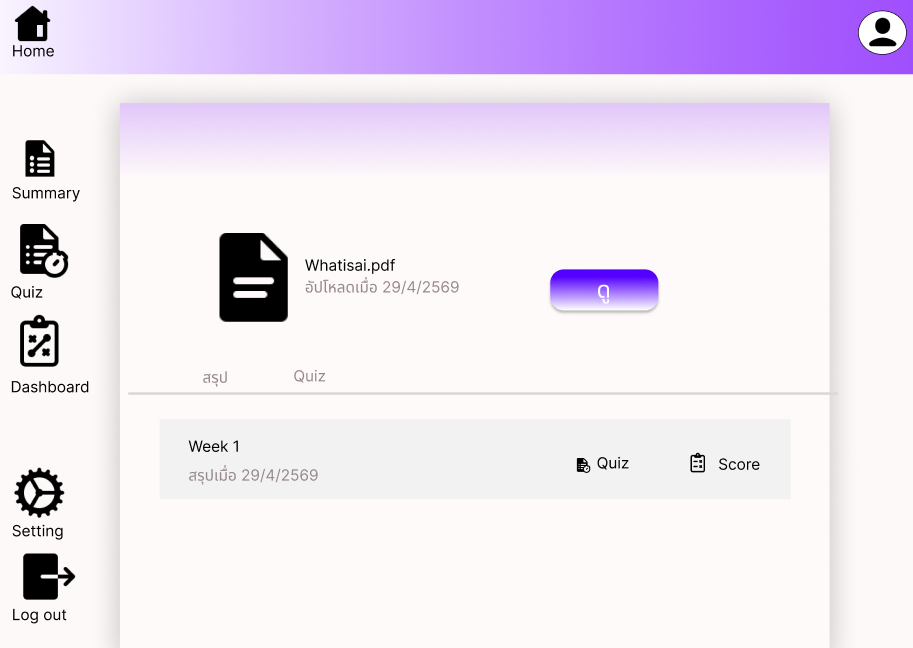 Home
Summary
Quiz
Dashboard
Setting
Log out
Whatisai.pdf
อัปโหลดเมื่อ 29/4/2569
ดู
สรุป
Quiz
Week 1
สรุปเมื่อ 29/4/2569
Quiz
Score